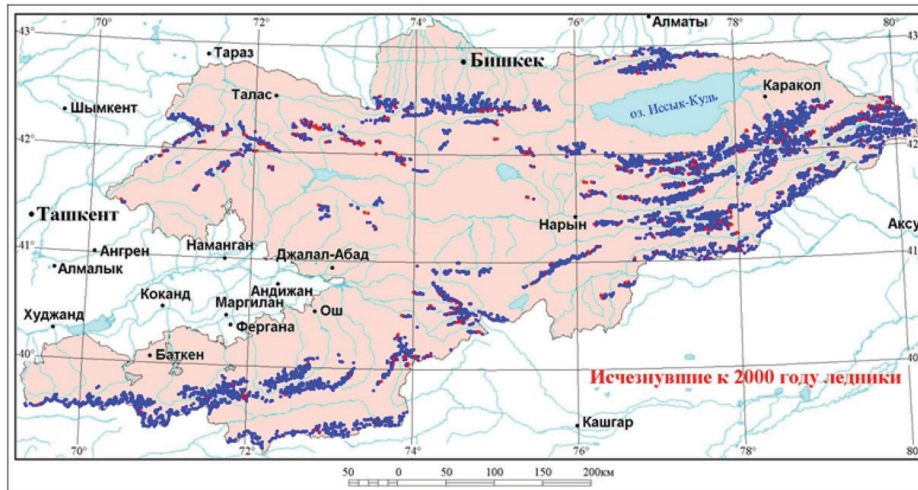 70° 72° 74° 76° 78° 80°
43° 43°
Алматы
Тараз
Бишкек
Каракол
Талас
оз. Иссык-Куль
Шымкент
42° 42°
Ташкент
Нарын
Аксу
Наманган
41° 41°
Ангрен
Джалал-Абад
Алмалык
Андижан
Коканд
Маргилан
Ош
Худжанд
Фергана
40° 40°
Баткен
Исчезнувшие к 2000 году ледники
Кашгар
70° 72° 74° 76° 78° 80
50 0 50 100 150 200км